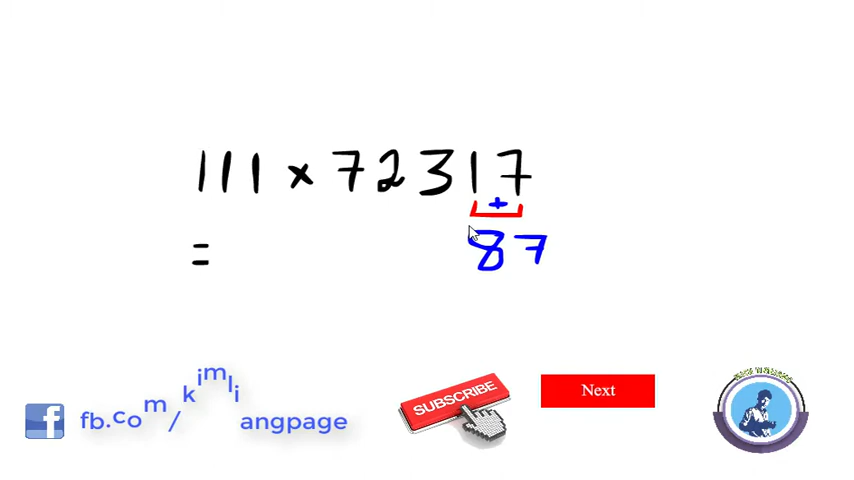 111 × 72317
+
= 87
fb.com/kimliangpage
SUBSCRIBE
Next